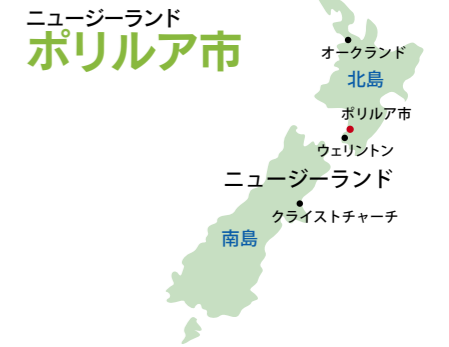 ニュージーランド
ポリルア市
オークランド
北島
ポリルア市
ウェリントン
ニュージーランド
クライストチャーチ
南島